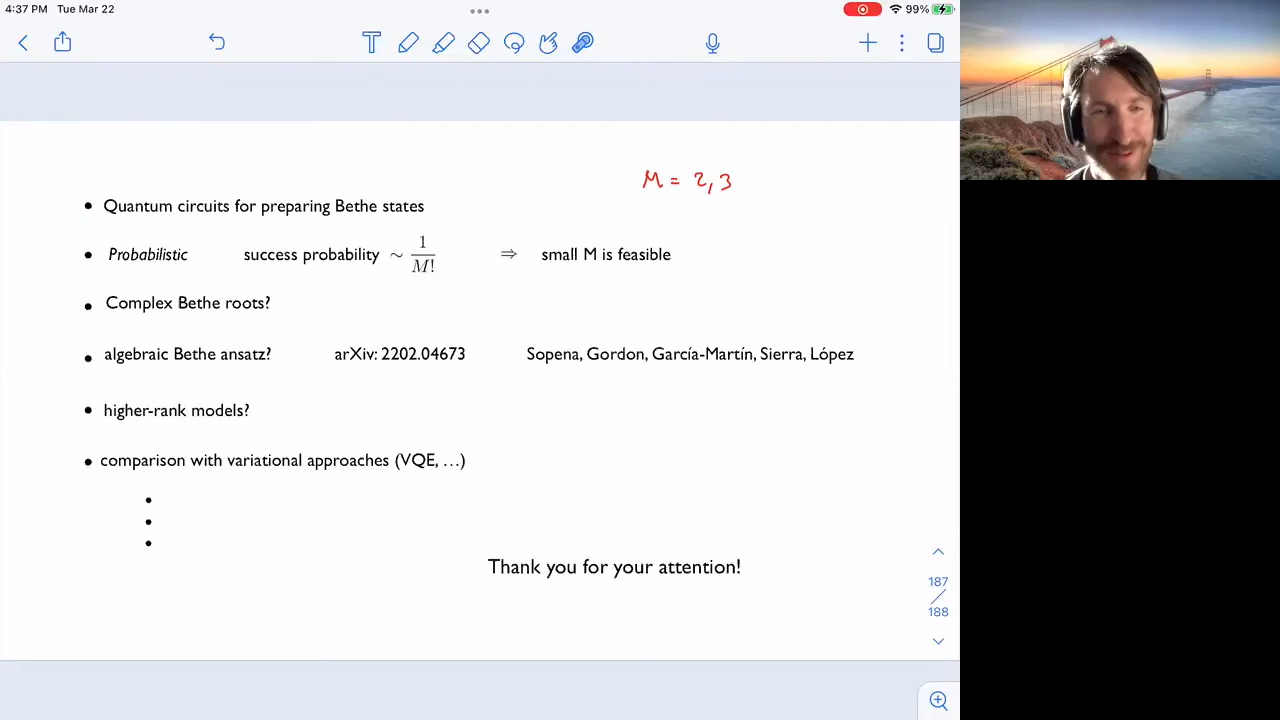 4:37 PM Tue Mar 22
99%
M = 2, 3
• Quantum circuits for preparing Bethe states
• Probabilistic success probability ∼ 1/M! ⇒ small M is feasible
• Complex Bethe roots?
• algebraic Bethe ansatz? arXiv: 2202.04673 Sopena, Gordon, García-Martín, Sierra, López
• higher-rank models?
• comparison with variational approaches (VQE, …)
•
•
•
Thank you for your attention!
187
/
188